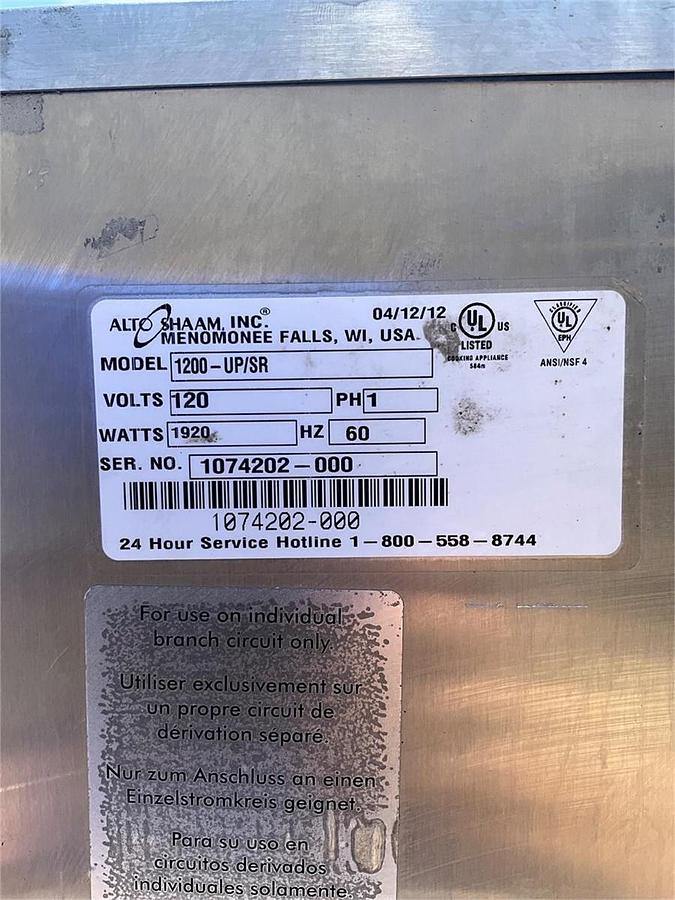 ALTO SHAAM, INC.® 04/12/12
MENOMONEE FALLS, WI, USA.
C UL US
LISTED
COOKING APPLIANCE
584m
CLASSIFIED
UL
EPH
ANSI/NSF 4
MODEL 1200-UP/SR
VOLTS 120 PH 1
WATTS 1920 HZ 60
SER. NO. 1074202-000
1074202-000
24 Hour Service Hotline 1-800-558-8744
For use on individual
branch circuit only.
Utiliser exclusivement sur
un propre circuit de
dérivation séparé.
Nur zum Anschluss an einen
Einzelstromkreis geignet.
Para su uso en
circuitos derivados
individuales solamente.